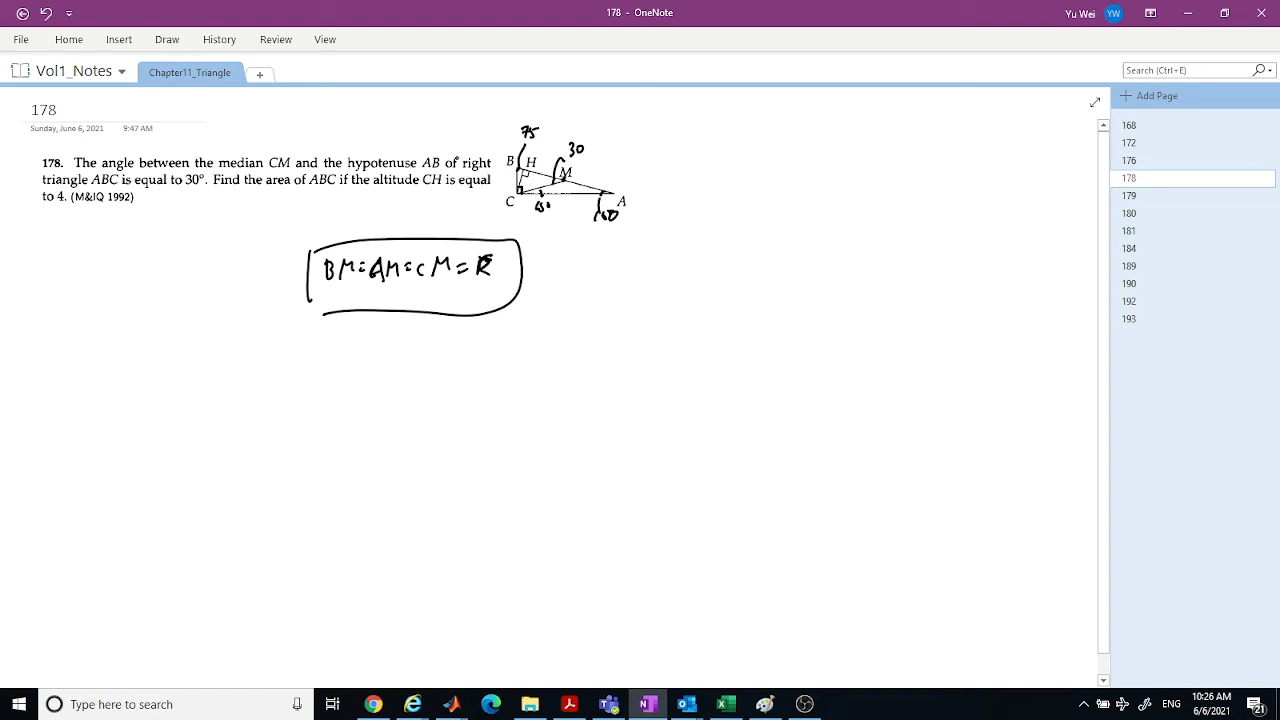 178 - OneNote
Yu Wei YW
File Home Insert Draw History Review View
Vol1_Notes Chapter11_Triangle Search (Ctrl+E)
Add Page
178
Sunday, June 6, 2021 9:47 AM
178. The angle between the median CM and the hypotenuse AB of right
triangle ABC is equal to 30°. Find the area of ABC if the altitude CH is equal
to 4. (M&IQ 1992)
75
30
B H
M
C A
BM=AM=CM=R
168
172
176
178
179
180
181
184
189
190
192
193
Type here to search
ENG
10:26 AM
6/6/2021
21